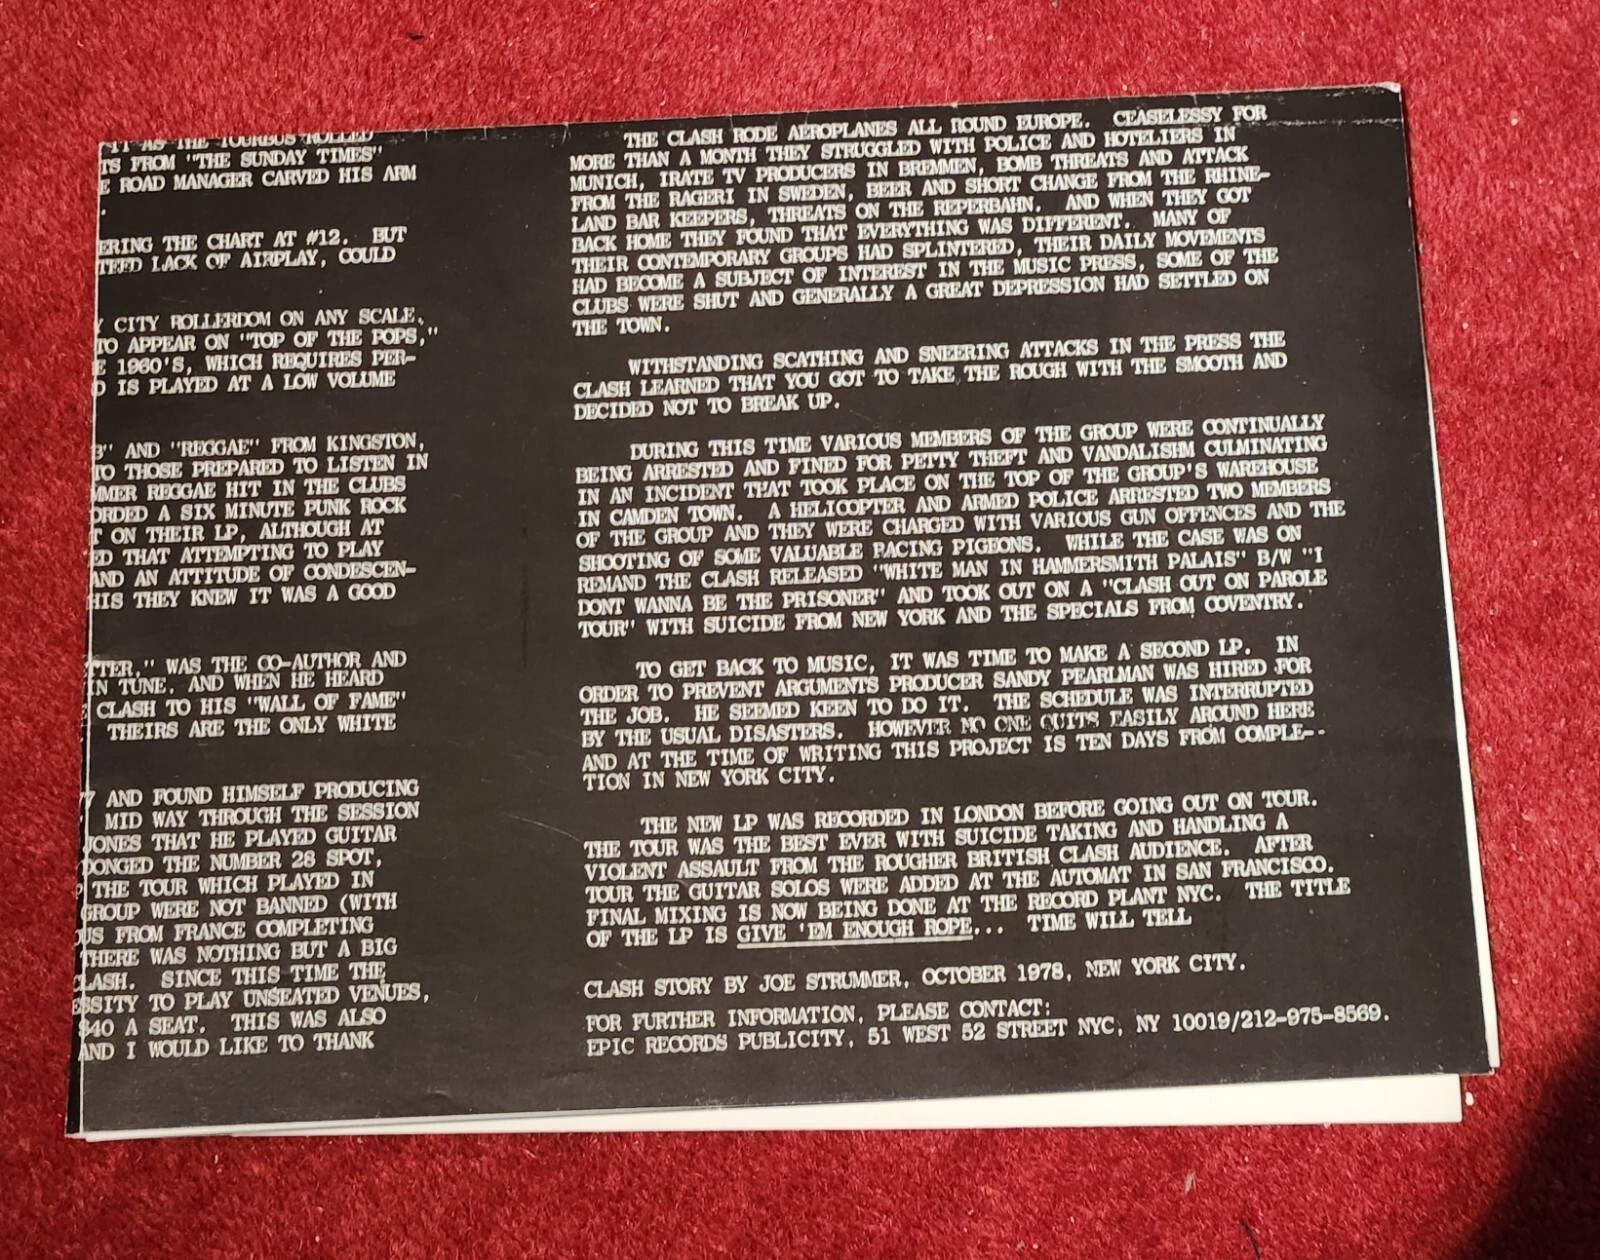 AS THE TOURBUS ROLLED
TS FROM "THE SUNDAY TIMES"
E ROAD MANAGER CARVED HIS ARM
.
ERING THE CHART AT #12. BUT
TEED LACK OF AIRPLAY, COULD
Y CITY ROLLERDOM ON ANY SCALE,
TO APPEAR ON "TOP OF THE POPS,"
E 1960'S, WHICH REQUIRES PER-
D IS PLAYED AT A LOW VOLUME
B" AND "REGGAE" FROM KINGSTON,
TO THOSE PREPARED TO LISTEN IN
MMER REGGAE HIT IN THE CLUBS
ORDED A SIX MINUTE PUNK ROCK
T ON THEIR LP, ALTHOUGH AT
ED THAT ATTEMPTING TO PLAY
AND AN ATTITUDE OF CONDESCEN-
HIS THEY KNEW IT WAS A GOOD
TTER," WAS THE CO-AUTHOR AND
IN TUNE. AND WHEN HE HEARD
CLASH TO HIS "WALL OF FAME"
THEIRS ARE THE ONLY WHITE
77 AND FOUND HIMSELF PRODUCING
MID WAY THROUGH THE SESSION
JONES THAT HE PLAYED GUITAR
DONGED THE NUMBER 28 SPOT,
P THE TOUR WHICH PLAYED IN
GROUP WERE NOT BANNED (WITH
US FROM FRANCE COMPLETING
THERE WAS NOTHING BUT A BIG
CLASH. SINCE THIS TIME THE
ESSITY TO PLAY UNSEATED VENUES,
$40 A SEAT. THIS WAS ALSO
AND I WOULD LIKE TO THANK
THE CLASH RODE AEROPLANES ALL ROUND EUROPE. CEASELESSY FOR
MORE THAN A MONTH THEY STRUGGLED WITH POLICE AND HOTELIERS IN
MUNICH, IRATE TV PRODUCERS IN BREMMEN, BOMB THREATS AND ATTACK
FROM THE RAGERI IN SWEDEN, BEER AND SHORT CHANGE FROM THE RHINE-
LAND BAR KEEPERS, THREATS ON THE REPERBAHN. AND WHEN THEY GOT
BACK HOME THEY FOUND THAT EVERYTHING WAS DIFFERENT. MANY OF
THEIR CONTEMPORARY GROUPS HAD SPLINTERED, THEIR DAILY MOVEMENTS
HAD BECOME A SUBJECT OF INTEREST IN THE MUSIC PRESS, SOME OF THE
CLUBS WERE SHUT AND GENERALLY A GREAT DEPRESSION HAD SETTLED ON
THE TOWN.
WITHSTANDING SCATHING AND SNEERING ATTACKS IN THE PRESS THE
CLASH LEARNED THAT YOU GOT TO TAKE THE ROUGH WITH THE SMOOTH AND
DECIDED NOT TO BREAK UP.
DURING THIS TIME VARIOUS MEMBERS OF THE GROUP WERE CONTINUALLY
BEING ARRESTED AND FINED FOR PETTY THEFT AND VANDALISM CULMINATING
IN AN INCIDENT THAT TOOK PLACE ON THE TOP OF THE GROUP'S WAREHOUSE
IN CAMDEN TOWN. A HELICOPTER AND ARMED POLICE ARRESTED TWO MEMBERS
OF THE GROUP AND THEY WERE CHARGED WITH VARIOUS GUN OFFENCES AND THE
SHOOTING OF SOME VALUABLE RACING PIGEONS. WHILE THE CASE WAS ON
REMAND THE CLASH RELEASED "WHITE MAN IN HAMMERSMITH PALAIS" B/W "I
DONT WANNA BE THE PRISONER" AND TOOK OUT ON A "CLASH OUT ON PAROLE
TOUR" WITH SUICIDE FROM NEW YORK AND THE SPECIALS FROM COVENTRY.
TO GET BACK TO MUSIC, IT WAS TIME TO MAKE A SECOND LP. IN
ORDER TO PREVENT ARGUMENTS PRODUCER SANDY PEARLMAN WAS HIRED FOR
THE JOB. HE SEEMED KEEN TO DO IT. THE SCHEDULE WAS INTERRUPTED
BY THE USUAL DISASTERS. HOWEVER NO ONE QUITS EASILY AROUND HERE
AND AT THE TIME OF WRITING THIS PROJECT IS TEN DAYS FROM COMPLE--
TION IN NEW YORK CITY.
THE NEW LP WAS RECORDED IN LONDON BEFORE GOING OUT ON TOUR.
THE TOUR WAS THE BEST EVER WITH SUICIDE TAKING AND HANDLING A
VIOLENT ASSAULT FROM THE ROUGHER BRITISH CLASH AUDIENCE. AFTER
TOUR THE GUITAR SOLOS WERE ADDED AT THE AUTOMAT IN SAN FRANCISCO.
FINAL MIXING IS NOW BEING DONE AT THE RECORD PLANT NYC. THE TITLE
OF THE LP IS GIVE 'EM ENOUGH ROPE... TIME WILL TELL
CLASH STORY BY JOE STRUMMER, OCTOBER 1978, NEW YORK CITY.
FOR FURTHER INFORMATION, PLEASE CONTACT:
EPIC RECORDS PUBLICITY, 51 WEST 52 STREET NYC, NY 10019/212-975-8569.